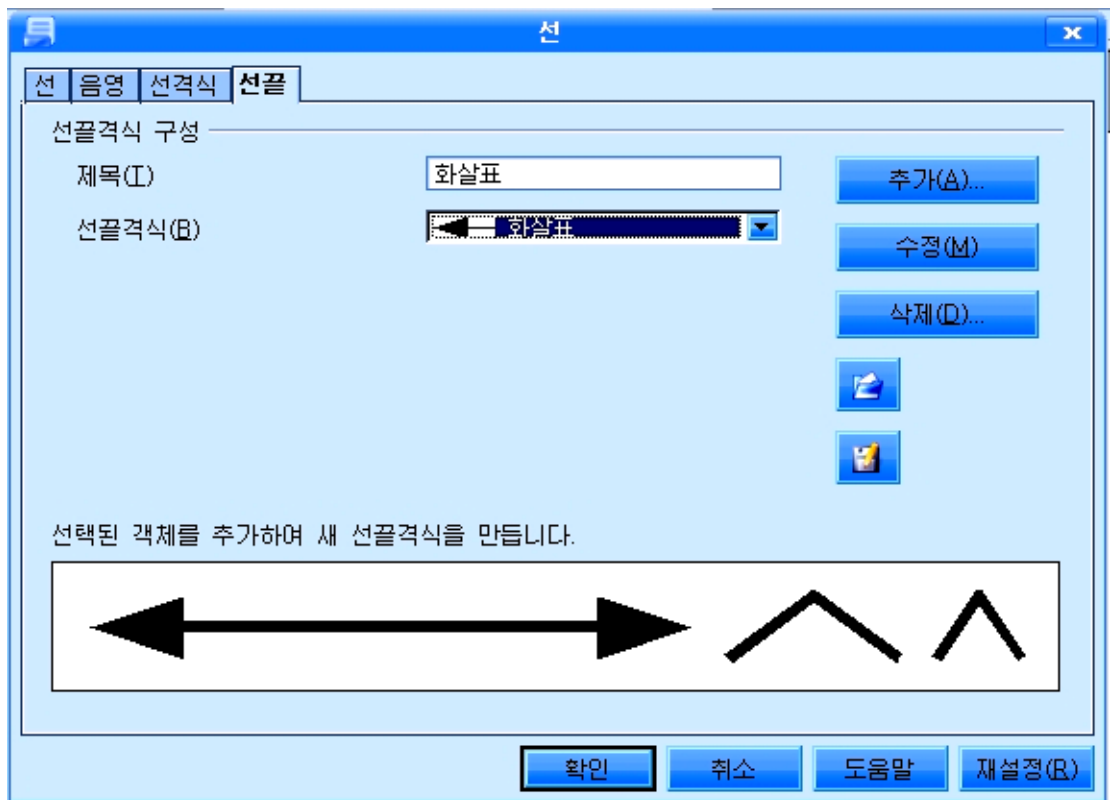 선
선 음영 선격식 선끝
선끝격식 구성
제목(T) 화살표 추가(A)...
선끝격식(B) 화살표 수정(M)
삭제(D)...
선택된 객체를 추가하여 새 선끝격식을 만듭니다.
확인 취소 도움말 재설정(R)